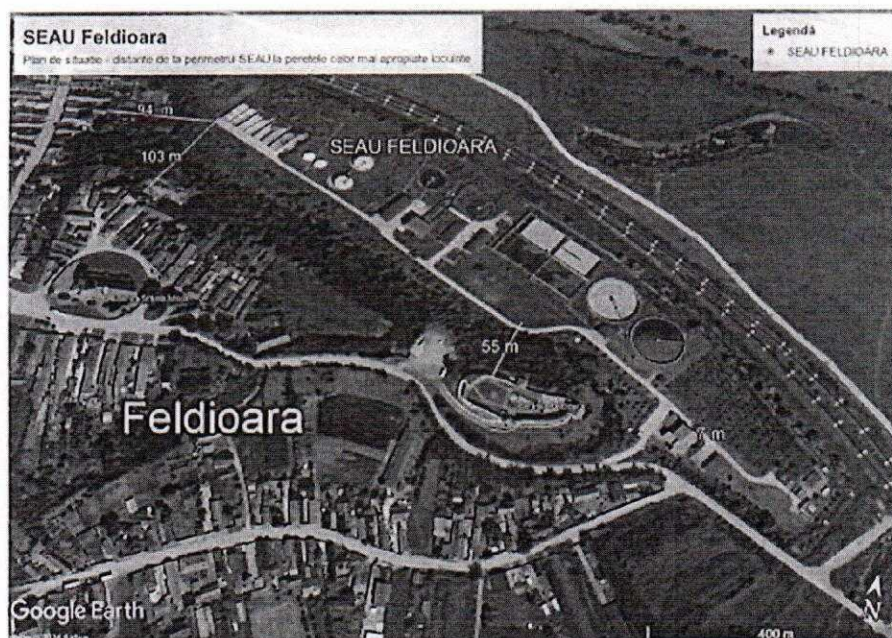 SEAU Feldioara
Plan de situatie - distante de la perimetrul SEAU la peretele celor mai apropiate locuinte
Legendă
SEAU FELDIOARA
94 m
103 m
SEAU FELDIOARA
55 m
Feldioara
7 m
Google Earth
400 m
N